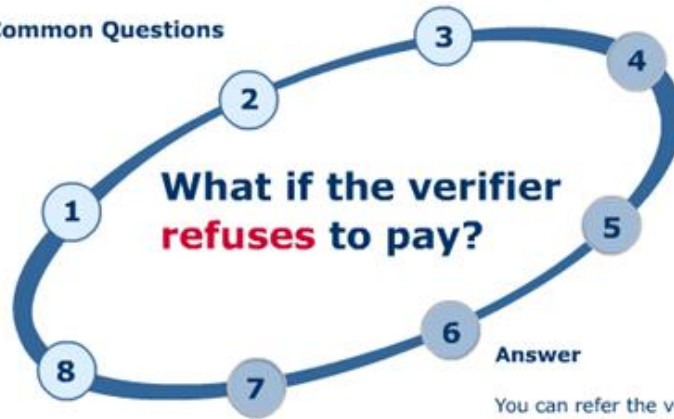 Common Questions
3
4
2
What if the verifier
1
refuses to pay?
5
6
Answer
8
7
You can refer the